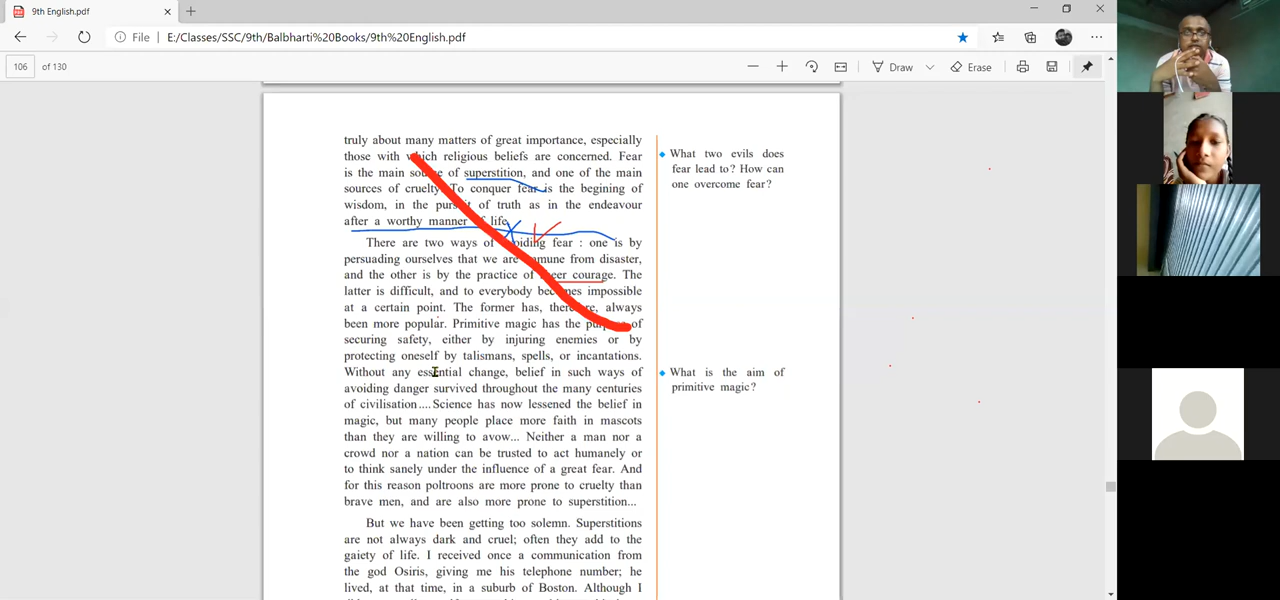 9th English.pdf
File
E:/Classes/SSC/9th/Balbharti%20Books/9th%20English.pdf
106 of 130
Draw
Erase
truly about many matters of great importance, especially
those with which religious beliefs are concerned. Fear
is the main source of superstition, and one of the main
sources of cruelty. To conquer fear is the begining of
wisdom, in the pursuit of truth as in the endeavour
after a worthy manner of life.
There are two ways of avoiding fear : one is by
persuading ourselves that we are immune from disaster,
and the other is by the practice of sheer courage. The
latter is difficult, and to everybody becomes impossible
at a certain point. The former has, therefore, always
been more popular. Primitive magic has the purpose of
securing safety, either by injuring enemies or by
protecting oneself by talismans, spells, or incantations.
Without any essential change, belief in such ways of
avoiding danger survived throughout the many centuries
of civilisation .... Science has now lessened the belief in
magic, but many people place more faith in mascots
than they are willing to avow... Neither a man nor a
crowd nor a nation can be trusted to act humanely or
to think sanely under the influence of a great fear. And
for this reason poltroons are more prone to cruelty than
brave men, and are also more prone to superstition...
But we have been getting too solemn. Superstitions
are not always dark and cruel; often they add to the
gaiety of life. I received once a communication from
the god Osiris, giving me his telephone number; he
lived, at that time, in a suburb of Boston. Although I
What two evils does
fear lead to? How can
one overcome fear?
What is the aim of
primitive magic?